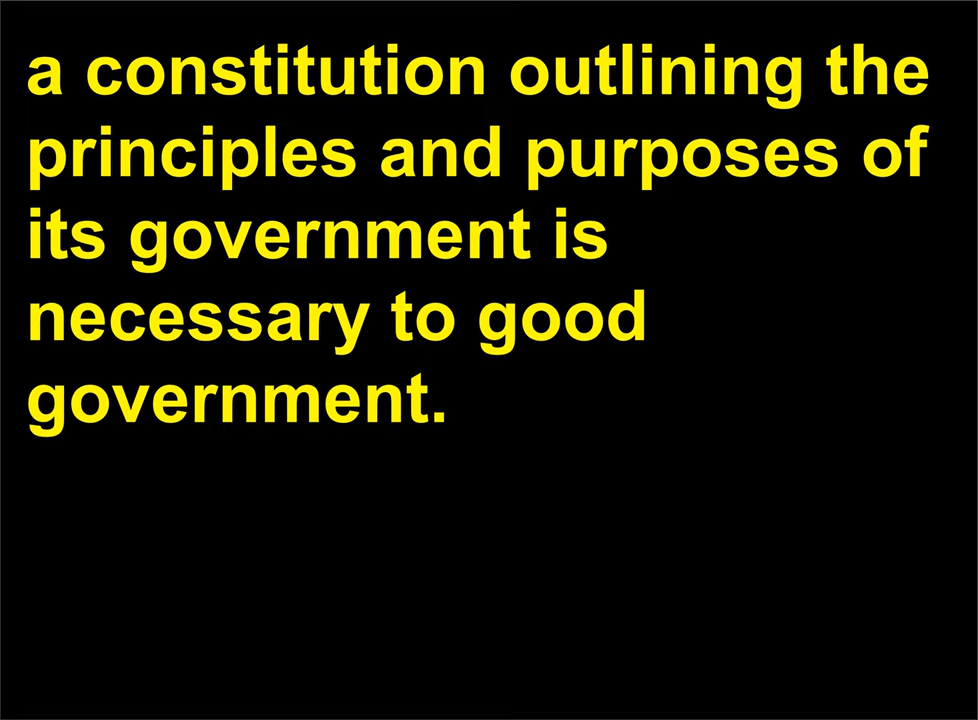 a constitution outlining the
principles and purposes of
its government is
necessary to good
government.